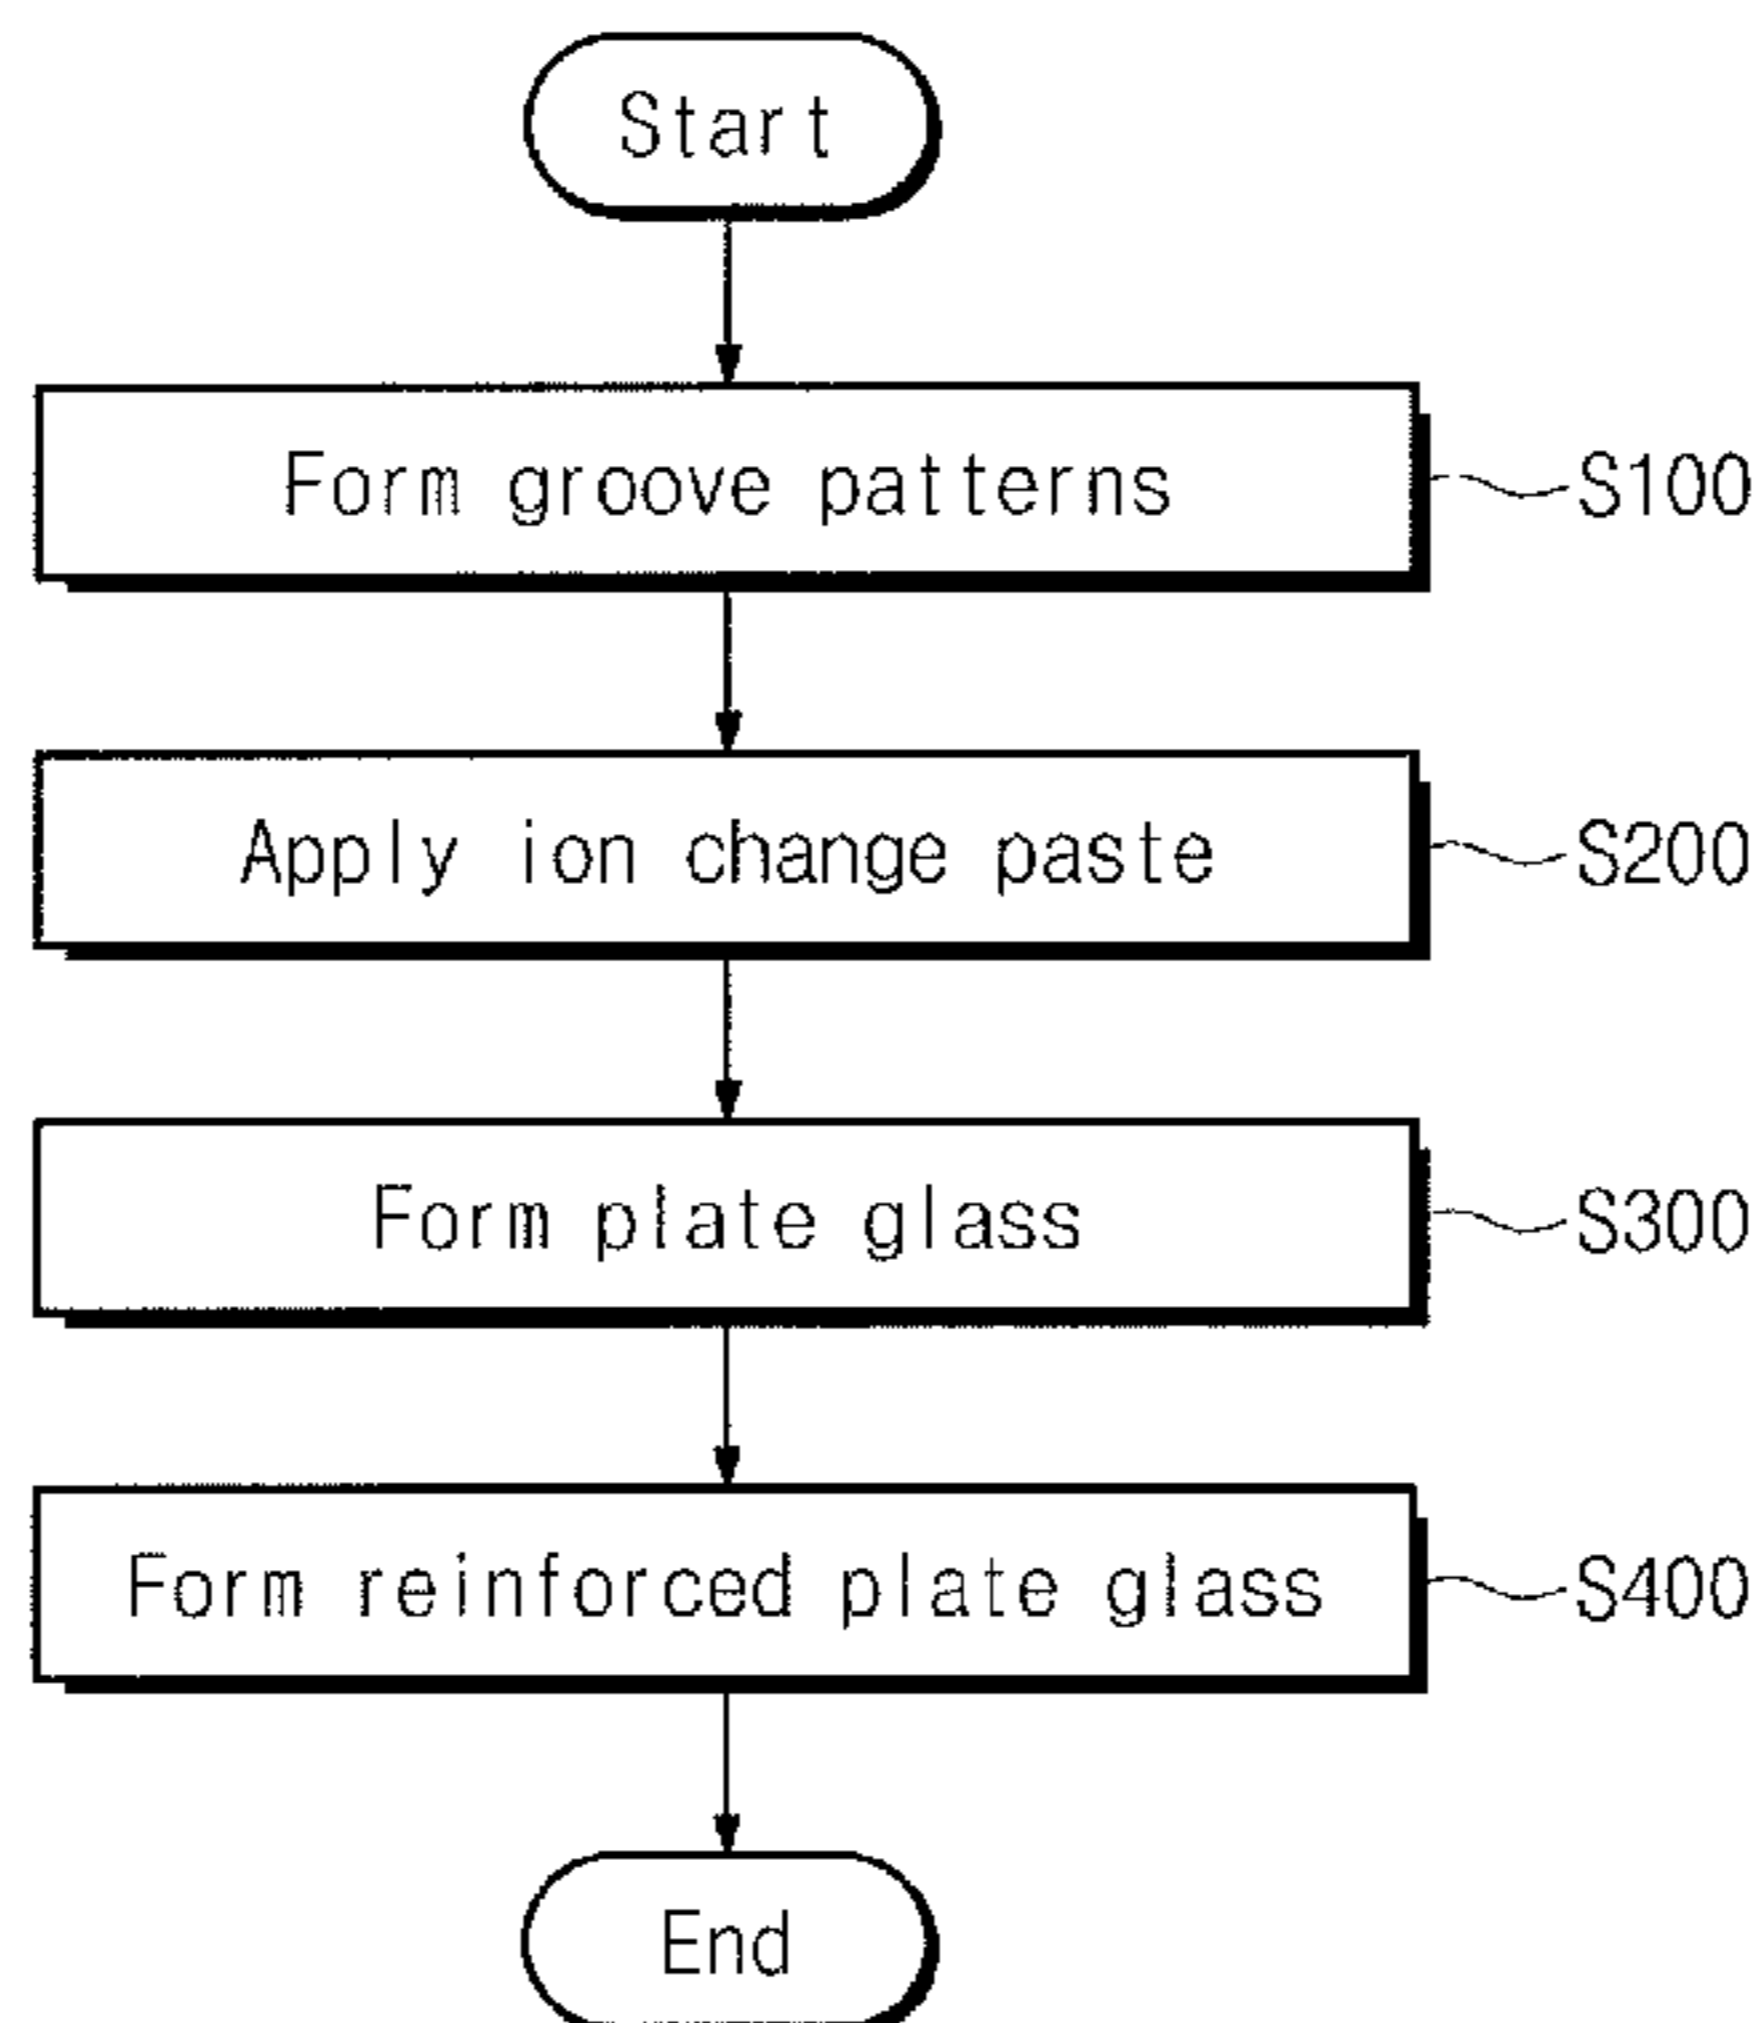 Start
Form groove patterns
S100
Apply ion change paste
S200
Form plate glass
S300
Form reinforced plate glass
S400
End